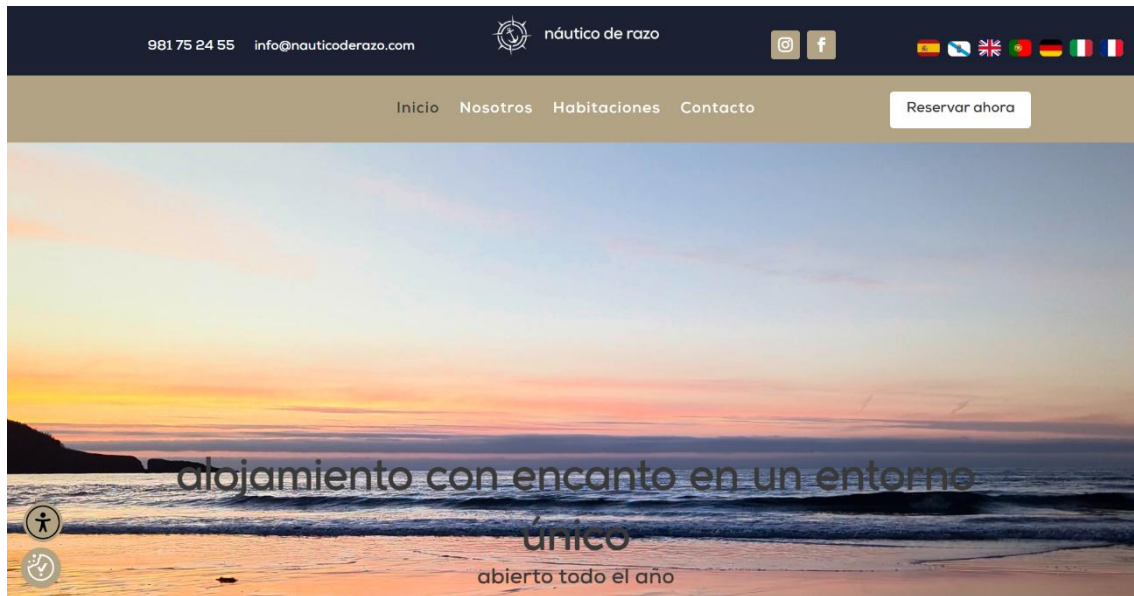 981 75 24 55 info@nauticoderazo.com
náutico de razo
Inicio Nosotros Habitaciones Contacto
Reservar ahora
alojamiento con encanto en un entorno
único
abierto todo el año